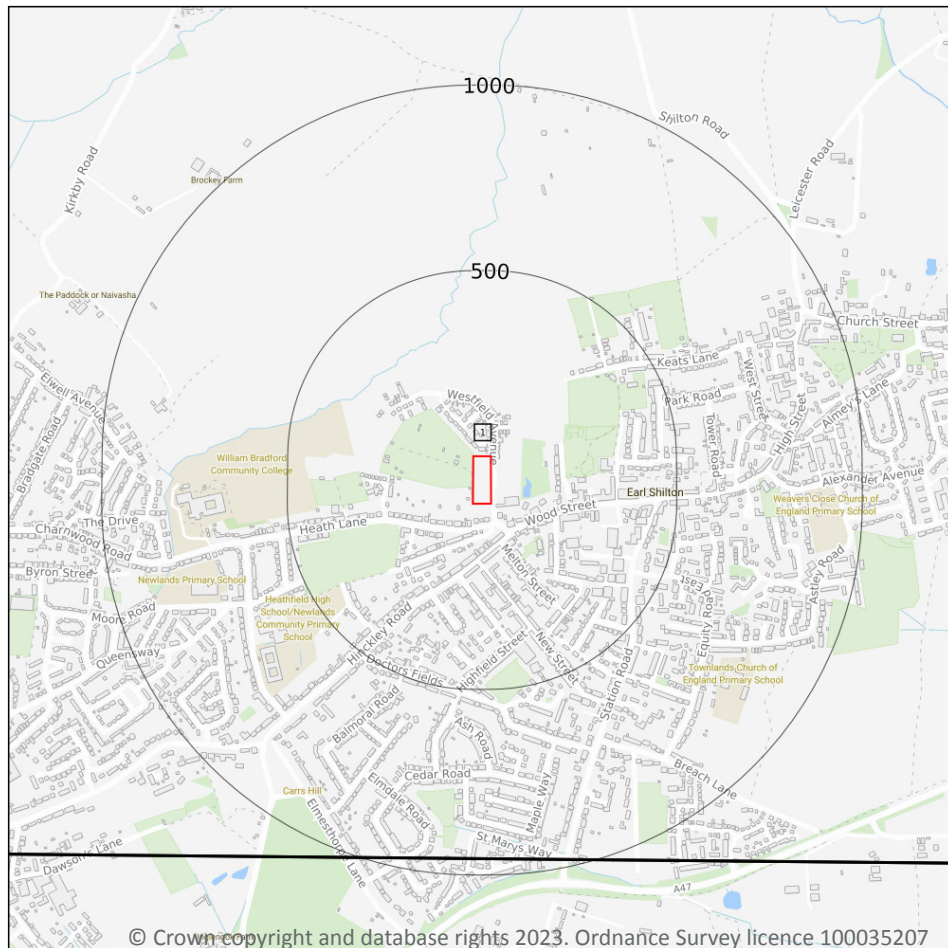 1000
Shilton Road
Leicester Road
Kirkby Road
Brockey Farm
500
The Paddock or Naivasha
Church Street
Keats Lane
West Street
Elwell Avenue
Park Road
Almey's Lane
Westfield
Avenue
High Street
Tower Road
1
Bradgate Road
William Bradford
Community College
Alexander Avenue
Earl Shilton
Weavers Close Church of
England Primary School
Wood Street
The Drive
Heath Lane
Charnwood Road
Byron Street
Melton Street
Astley Road
Newlands Primary School
East
Heathfield High
School/Newlands
Community Primary
School
Moore Road
Equity Road
Hinckley Road
New Street
Queensway
Highfield Street
Doctors Fields
Townlands Church of
England Primary School
Station Road
Balmoral Road
Ash Road
Breach Lane
Cedar Road
Maple Way
Carrs Hill
Elmdale Road
Elmesthorpe Lane
St Marys Way
Dawsons Lane
A47
© Crown copyright and database rights 2023. Ordnance Survey licence 100035207